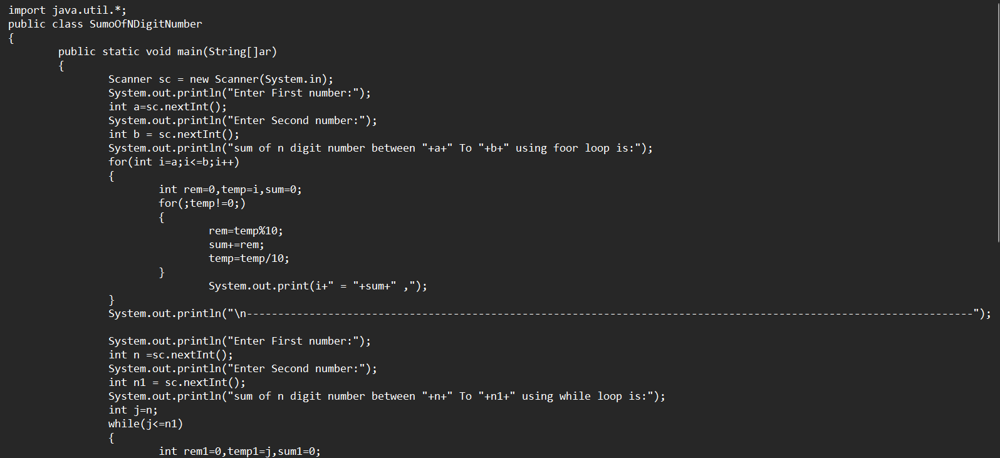 import java.util.*;
public class SumoOfNDigitNumber
{
        public static void main(String[]ar)
        {
                Scanner sc = new Scanner(System.in);
                System.out.println("Enter First number:");
                int a=sc.nextInt();
                System.out.println("Enter Second number:");
                int b = sc.nextInt();
                System.out.println("sum of n digit number between "+a+" To "+b+" using foor loop is:");
                for(int i=a;i<=b;i++)
                {
                        int rem=0,temp=i,sum=0;
                        for(;temp!=0;)
                        {
                                rem=temp%10;
                                sum+=rem;
                                temp=temp/10;
                        }
                                System.out.print(i+" = "+sum+" ,");
                }
                System.out.println("\n--------------------------------------------------------------------------------------------------------------------");

                System.out.println("Enter First number:");
                int n =sc.nextInt();
                System.out.println("Enter Second number:");
                int n1 = sc.nextInt();
                System.out.println("sum of n digit number between "+n+" To "+n1+" using while loop is:");
                int j=n;
                while(j<=n1)
                {
                        int rem1=0,temp1=j,sum1=0;